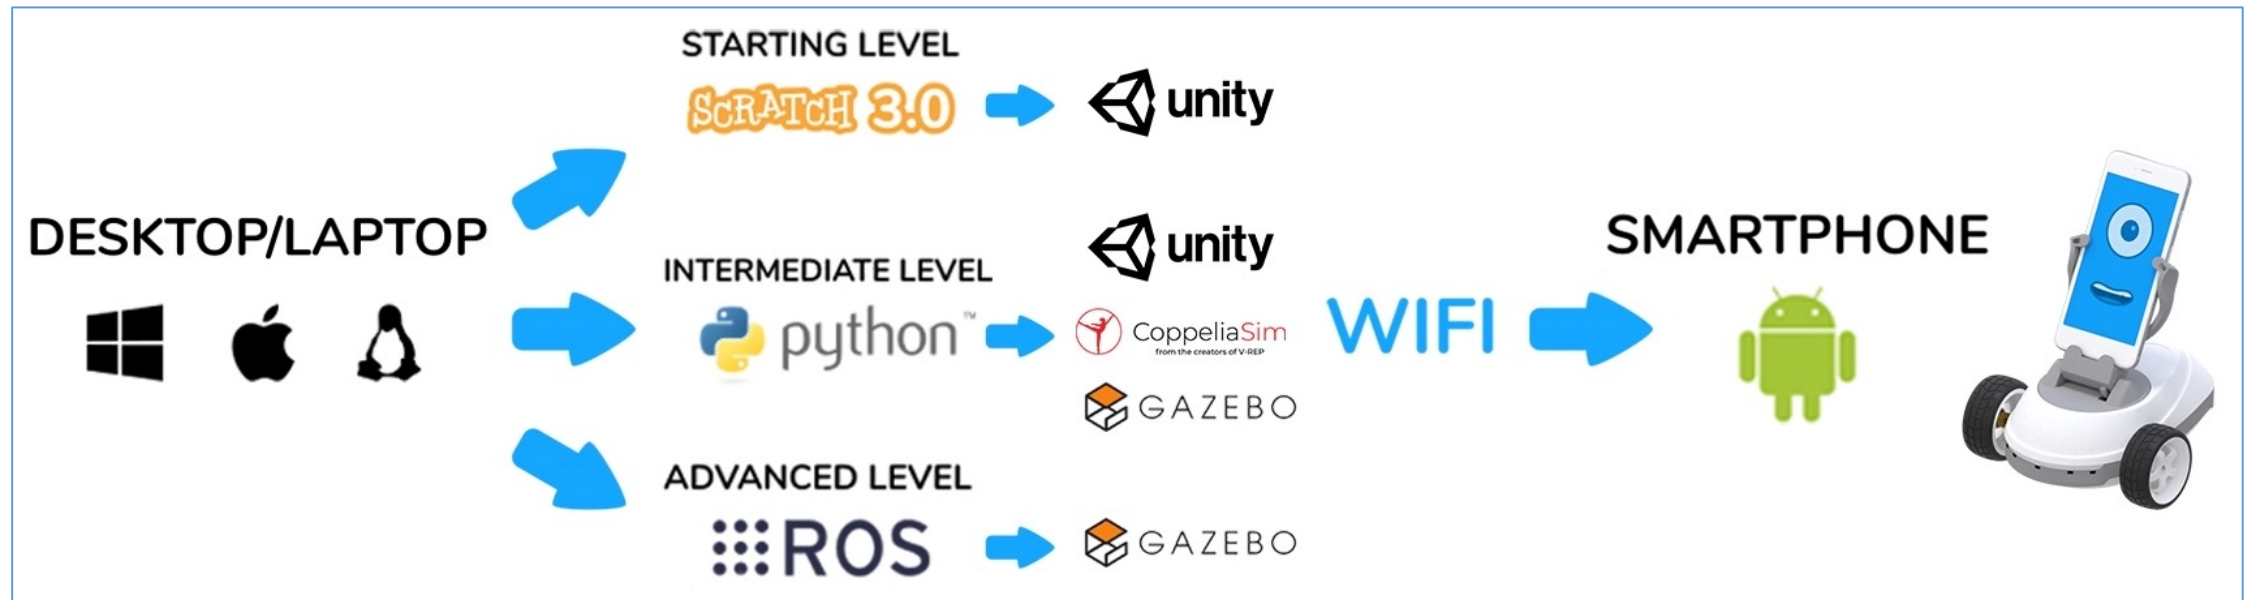 DESKTOP/LAPTOP
STARTING LEVEL
SCRATCH 3.0
unity
INTERMEDIATE LEVEL
python™
unity
CoppeliaSim
from the creators of V-REP
GAZEBO
ADVANCED LEVEL
ROS
GAZEBO
WIFI
SMARTPHONE